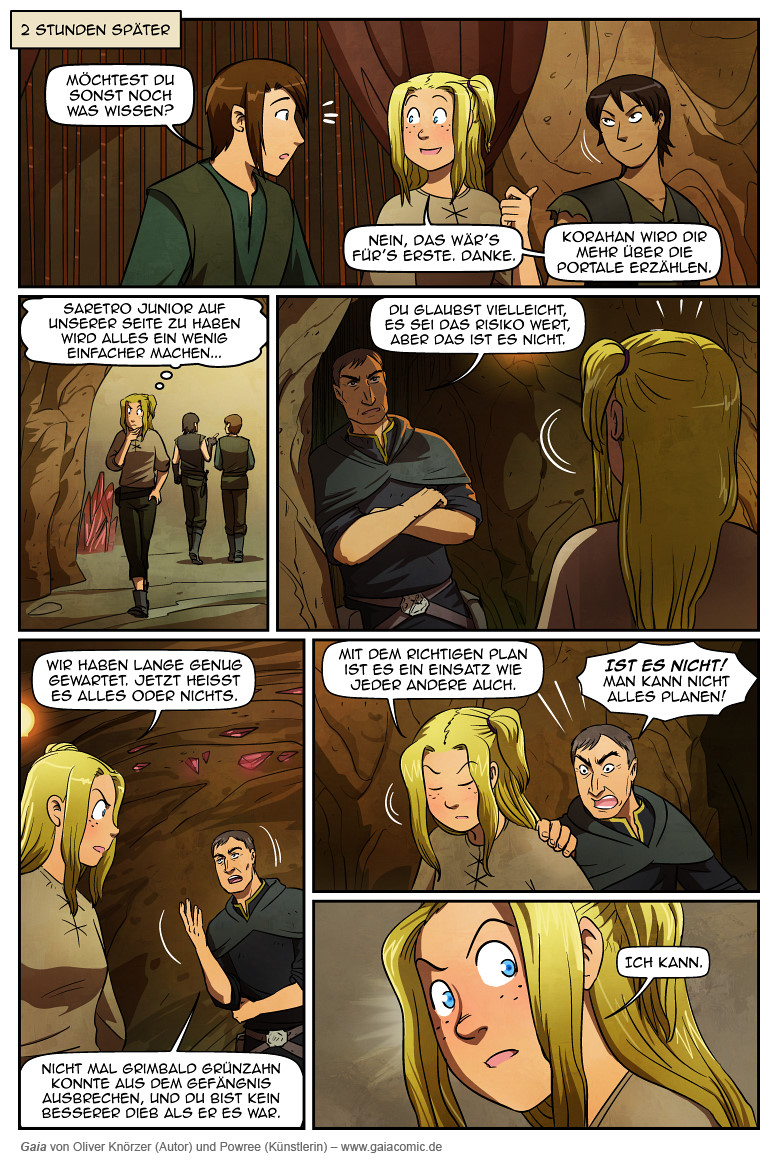 2 STUNDEN SPÄTER
MÖCHTEST DU
SONST NOCH
WAS WISSEN?
NEIN, DAS WÄR'S
FÜR'S ERSTE. DANKE.
KORAHAN WIRD DIR
MEHR ÜBER DIE
PORTALE ERZÄHLEN.
SARETRO JUNIOR AUF
UNSERER SEITE ZU HABEN
WIRD ALLES EIN WENIG
EINFACHER MACHEN...
DU GLAUBST VIELLEICHT,
ES SEI DAS RISIKO WERT,
ABER DAS IST ES NICHT.
WIR HABEN LANGE GENUG
GEWARTET. JETZT HEISST
ES ALLES ODER NICHTS.
NICHT MAL GRIMBALD GRÜNZAHN
KONNTE AUS DEM GEFÄNGNIS
AUSBRECHEN, UND DU BIST KEIN
BESSERER DIEB ALS ER ES WAR.
MIT DEM RICHTIGEN PLAN
IST ES EIN EINSATZ WIE
JEDER ANDERE AUCH.
IST ES NICHT!
MAN KANN NICHT
ALLES PLANEN!
ICH KANN.
Gaia von Oliver Knörzer (Autor) und Powree (Künstlerin) – www.gaiacomic.de